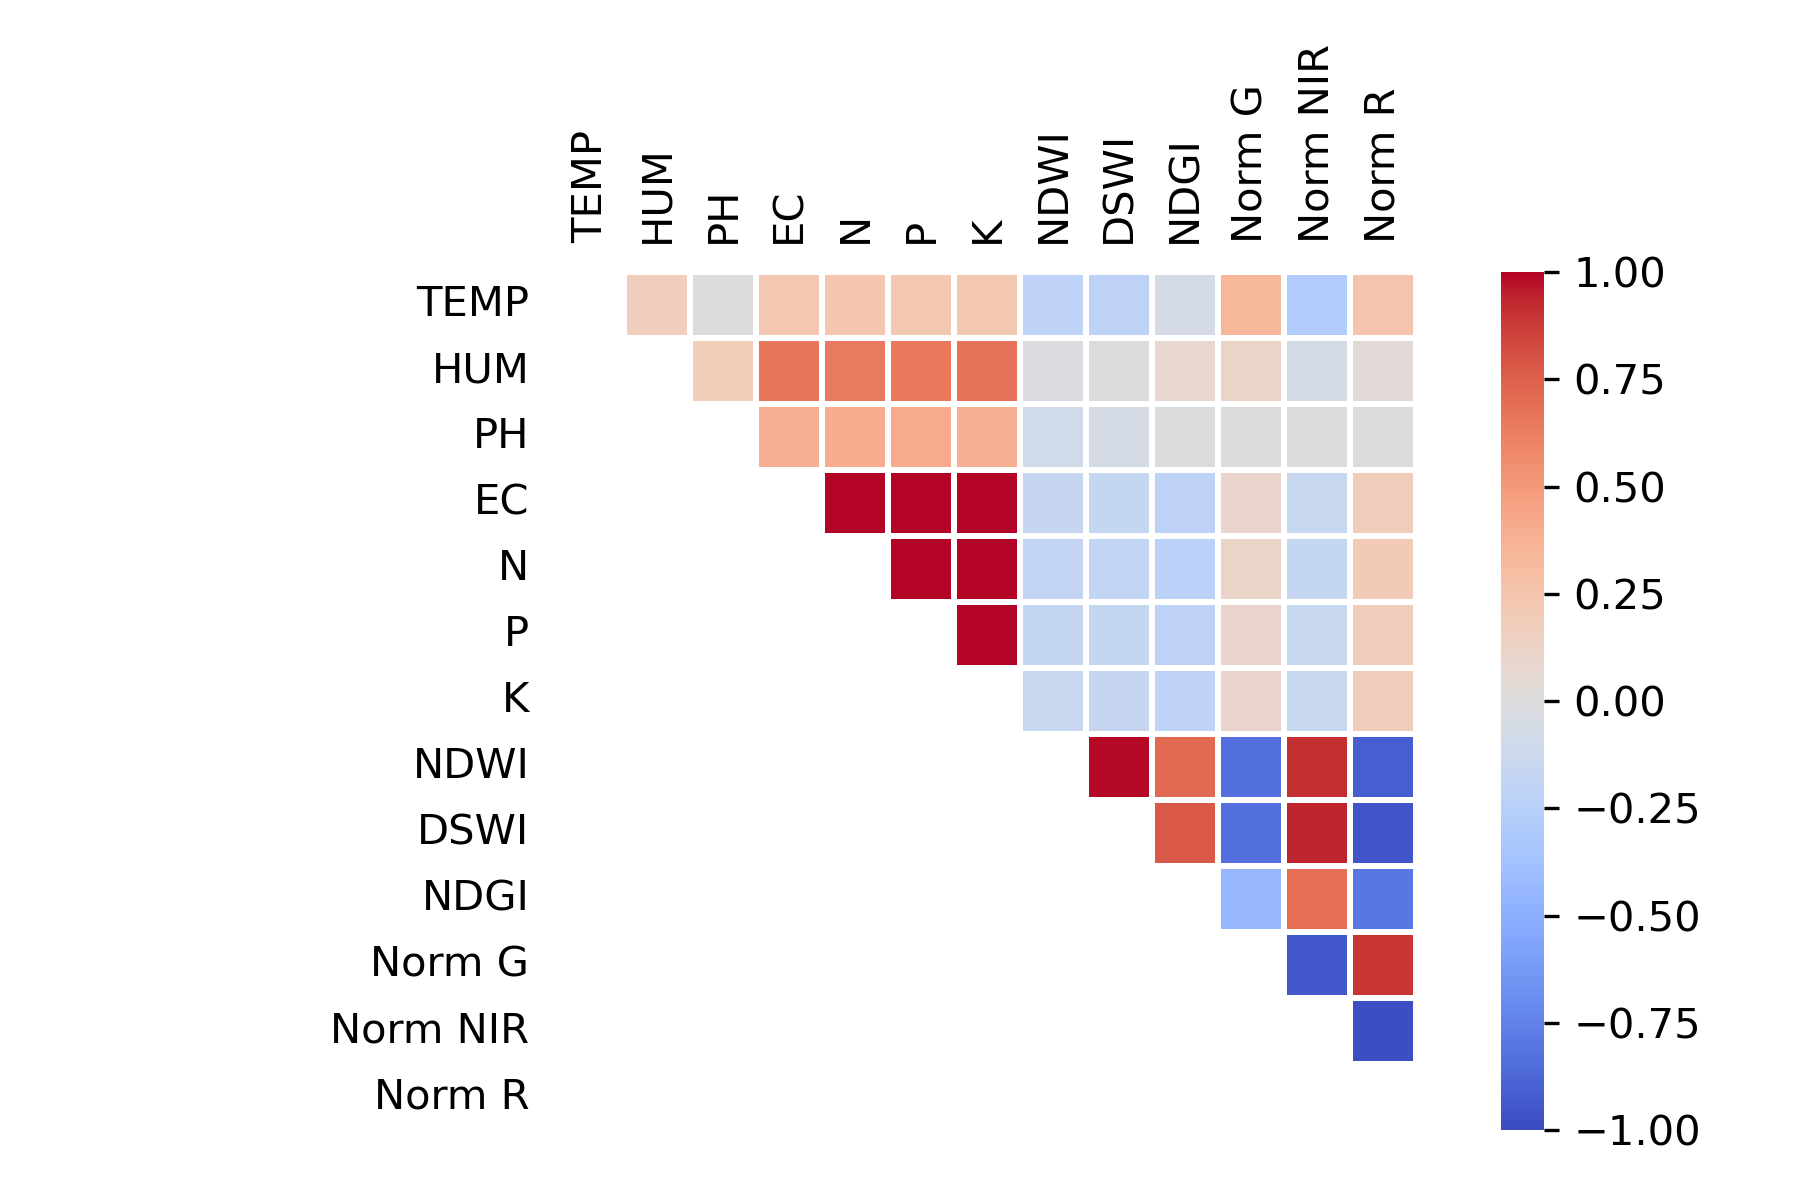 TEMP
HUM
PH
EC
N
P
K
NDWI
DSWI
NDGI
Norm G
Norm NIR
Norm R
TEMP
HUM
PH
EC
N
P
K
NDWI
DSWI
NDGI
Norm G
Norm NIR
Norm R
1.00
0.75
0.50
0.25
0.00
−0.25
−0.50
−0.75
−1.00